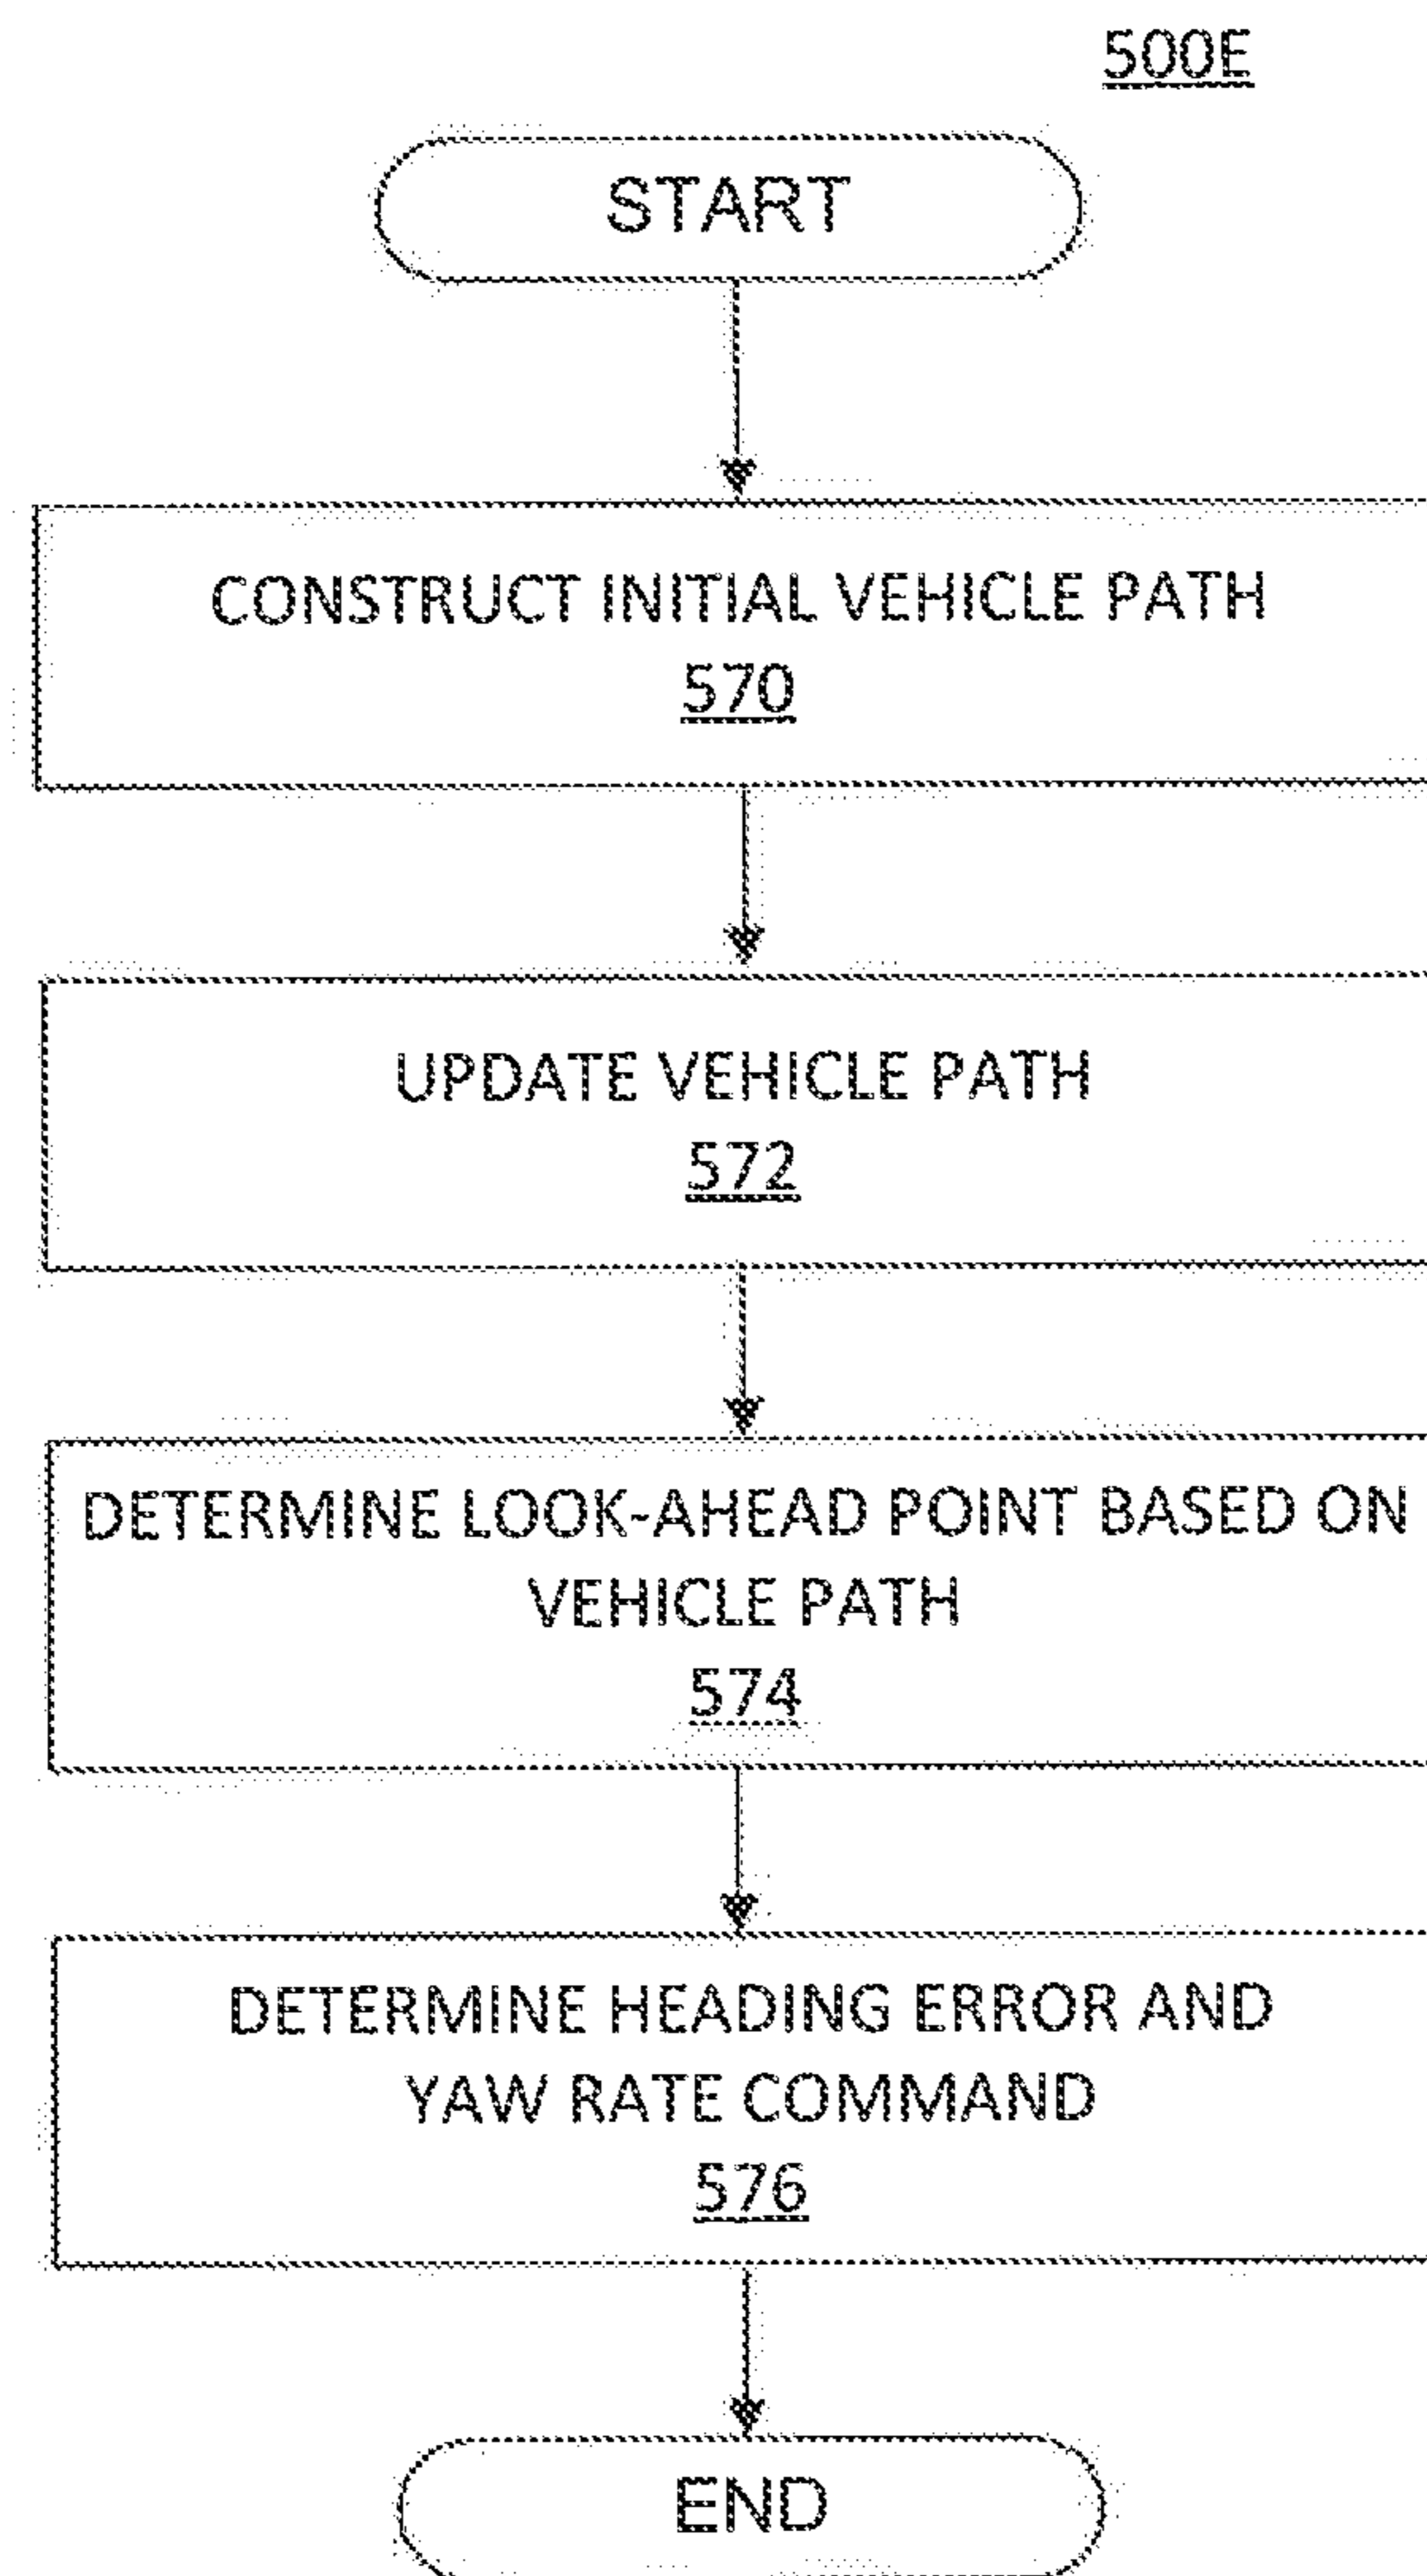 500E
START
CONSTRUCT INITIAL VEHICLE PATH
570
UPDATE VEHICLE PATH
572
DETERMINE LOOK-AHEAD POINT BASED ON
VEHICLE PATH
574
DETERMINE HEADING ERROR AND
YAW RATE COMMAND
576
END